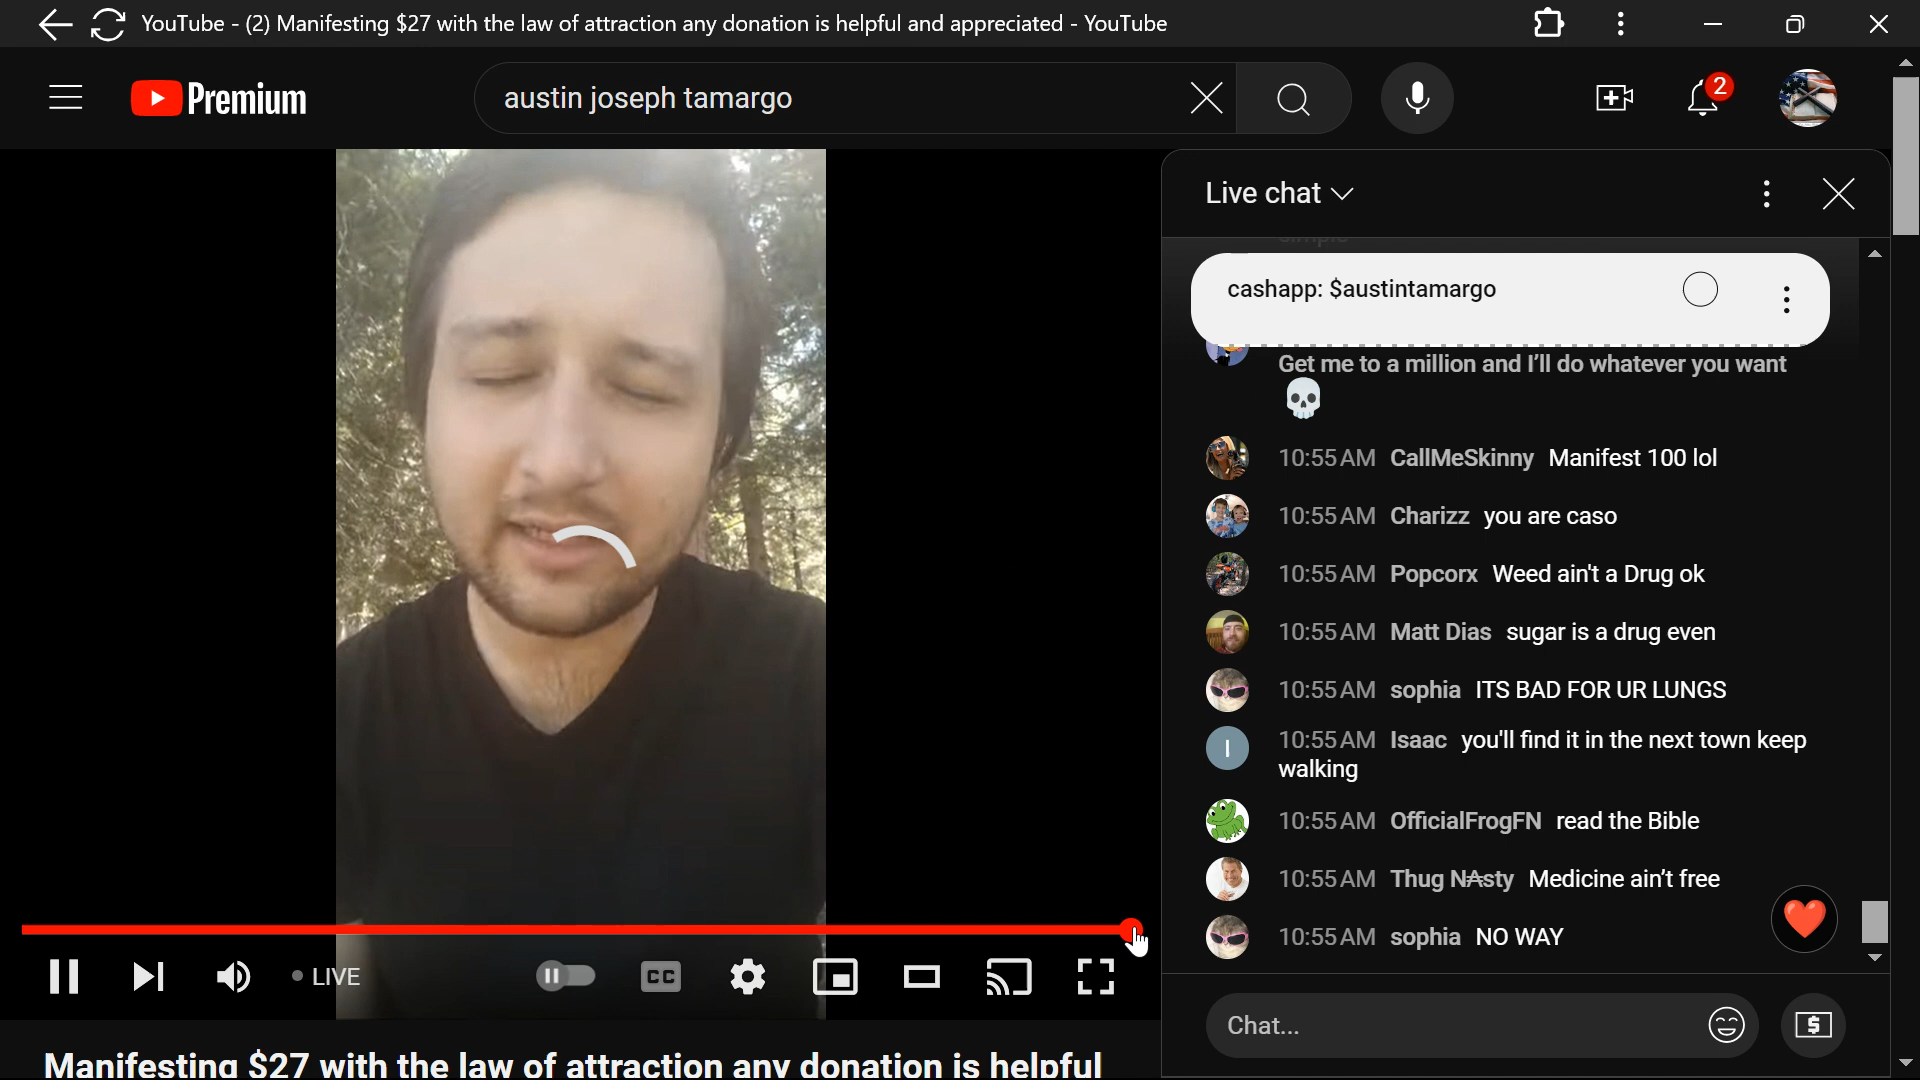 YouTube - (2) Manifesting $27 with the law of attraction any donation is helpful and appreciated - YouTube
Premium
austin joseph tamargo
2
Live chat
cashapp: $austintamargo
Get me to a million and I'll do whatever you want
💀
10:55 AM CallMeSkinny Manifest 100 lol
10:55 AM Charizz you are caso
10:55 AM Popcorx Weed ain't a Drug ok
10:55 AM Matt Dias sugar is a drug even
10:55 AM sophia ITS BAD FOR UR LUNGS
I
10:55 AM Isaac you'll find it in the next town keep
walking
10:55 AM OfficialFrogFN read the Bible
10:55 AM Thug NAsty Medicine ain't free
10:55 AM sophia NO WAY
LIVE
CC
Chat...
$
Manifesting $27 with the law of attraction any donation is helpful